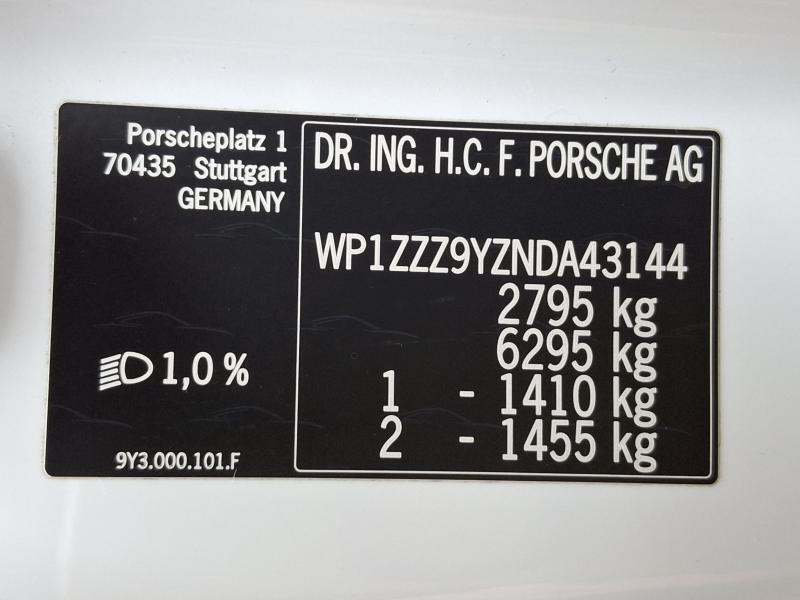 Porscheplatz 1
70435 Stuttgart
GERMANY
1,0 %
9Y3.000.101.F
DR. ING. H.C. F. PORSCHE AG
WP1ZZZ9YZNDA43144
2795 kg
6295 kg
1 - 1410 kg
2 - 1455 kg